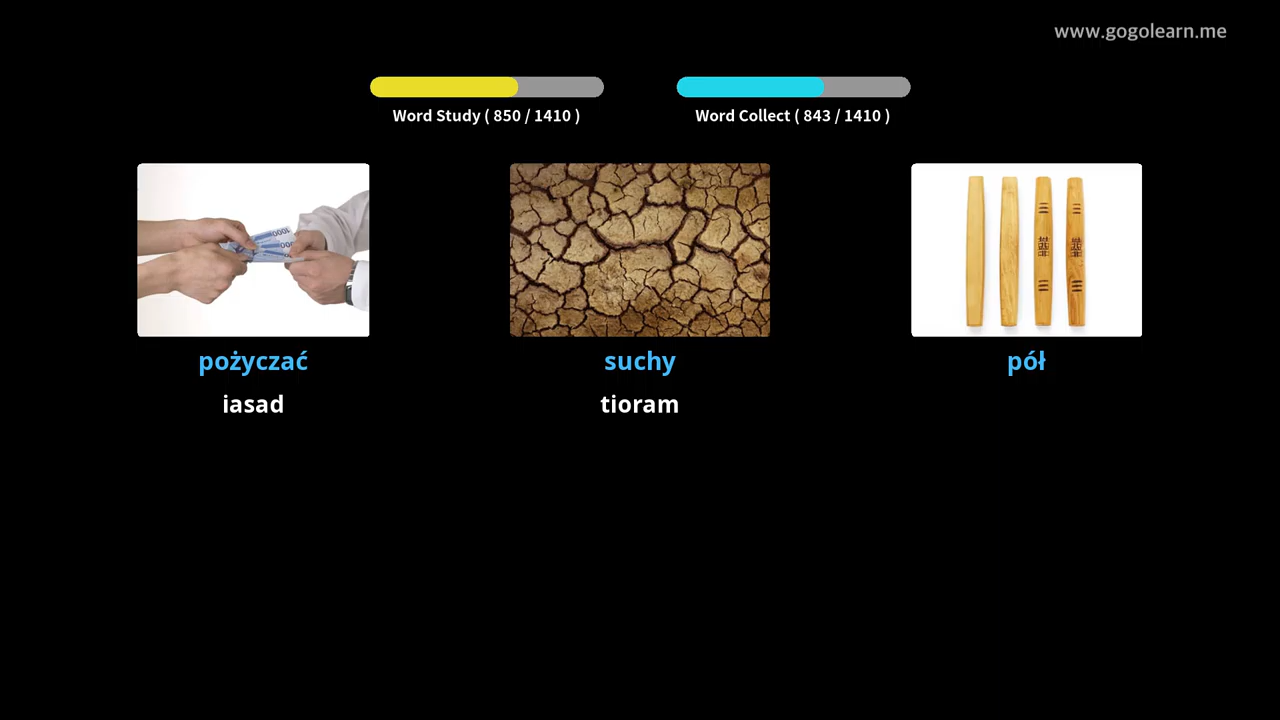 www.gogolearn.me
Word Study ( 850 / 1410 )
Word Collect ( 843 / 1410 )
pożyczać
iasad
suchy
tioram
pół